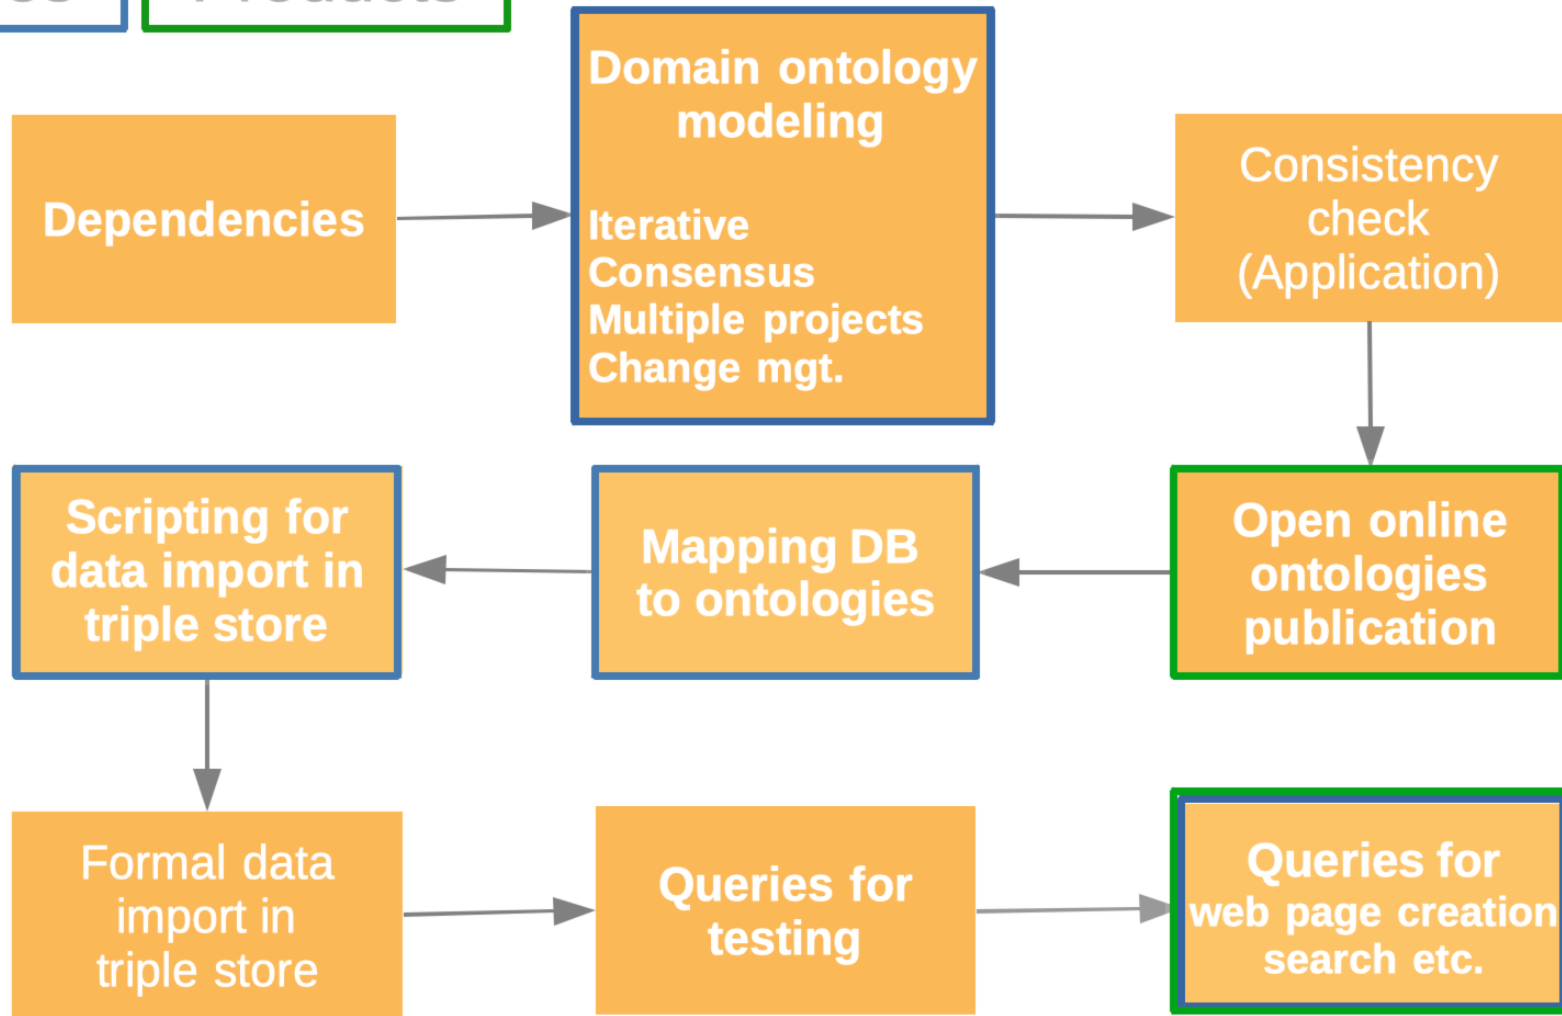 Products
Domain ontology
modeling
Iterative
Consensus
Multiple projects
Change mgt.
Dependencies
Consistency
check
(Application)
Scripting for
data import in
triple store
Mapping DB
to ontologies
Open online
ontologies
publication
Formal data
import in
triple store
Queries for
testing
Queries for
web page creation
search etc.